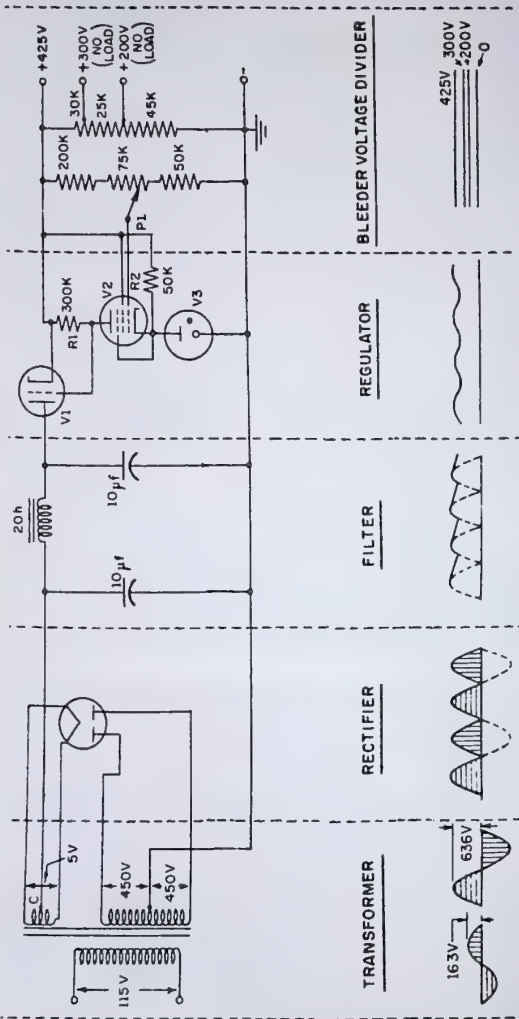 +425V
+300V
(NO
LOAD)
+200V
(NO
LOAD)
-
30K
25K
45K
200K
75K
50K
P1
300K
R1
V2
R2
50K
V3
V1
20h
10μf
10μf
C
5V
450V
450V
115V
TRANSFORMER
RECTIFIER
FILTER
REGULATOR
BLEEDER VOLTAGE DIVIDER
163V
636V
425V
300V
+200V
0